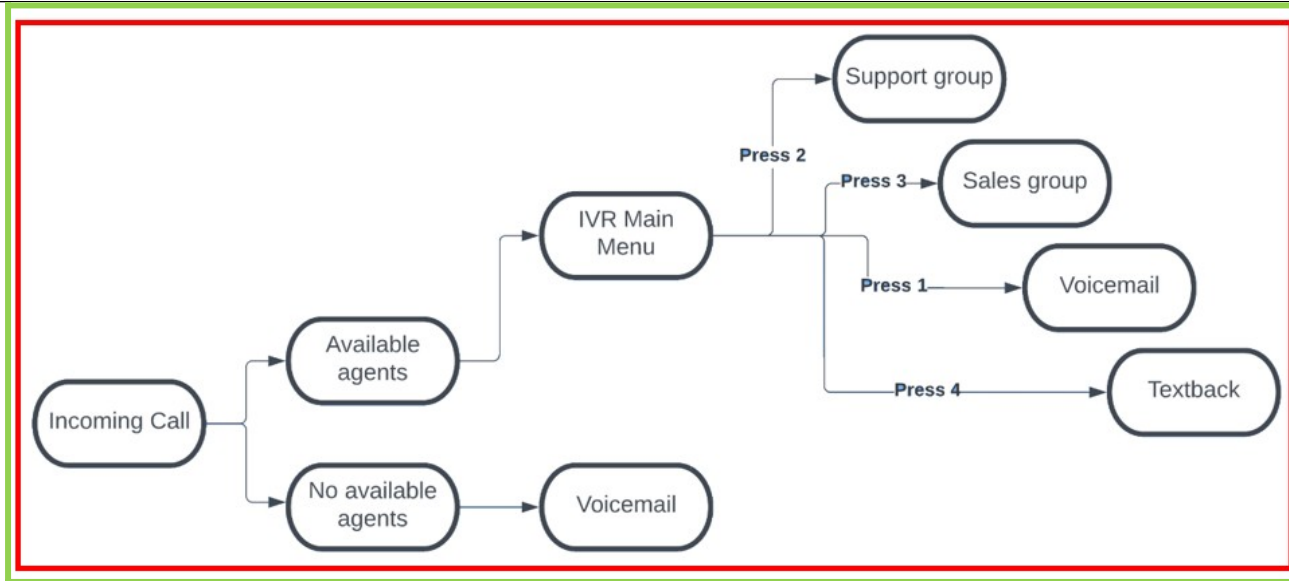 Support group
Press 2
Press 3
Sales group
IVR Main
Menu
Press 1
Voicemail
Available
agents
Press 4
Textback
Incoming Call
No available
agents
Voicemail